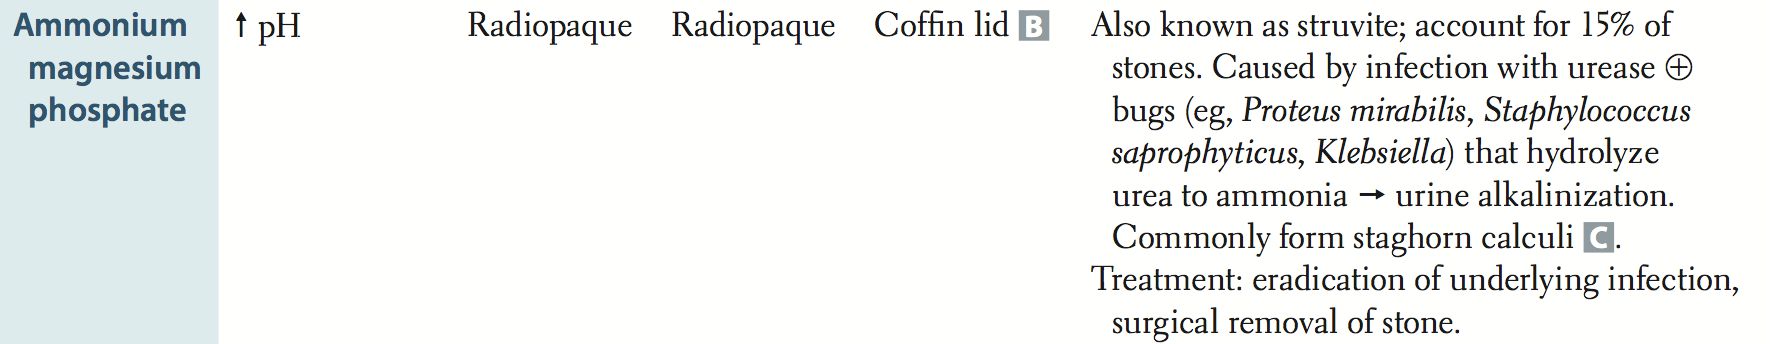 Ammonium
magnesium
phosphate
↑ pH
Radiopaque
Radiopaque
Coffin lid B
Also known as struvite; account for 15% of
stones. Caused by infection with urease ⊕
bugs (eg, Proteus mirabilis, Staphylococcus
saprophyticus, Klebsiella) that hydrolyze
urea to ammonia → urine alkalinization.
Commonly form staghorn calculi C.
Treatment: eradication of underlying infection,
surgical removal of stone.